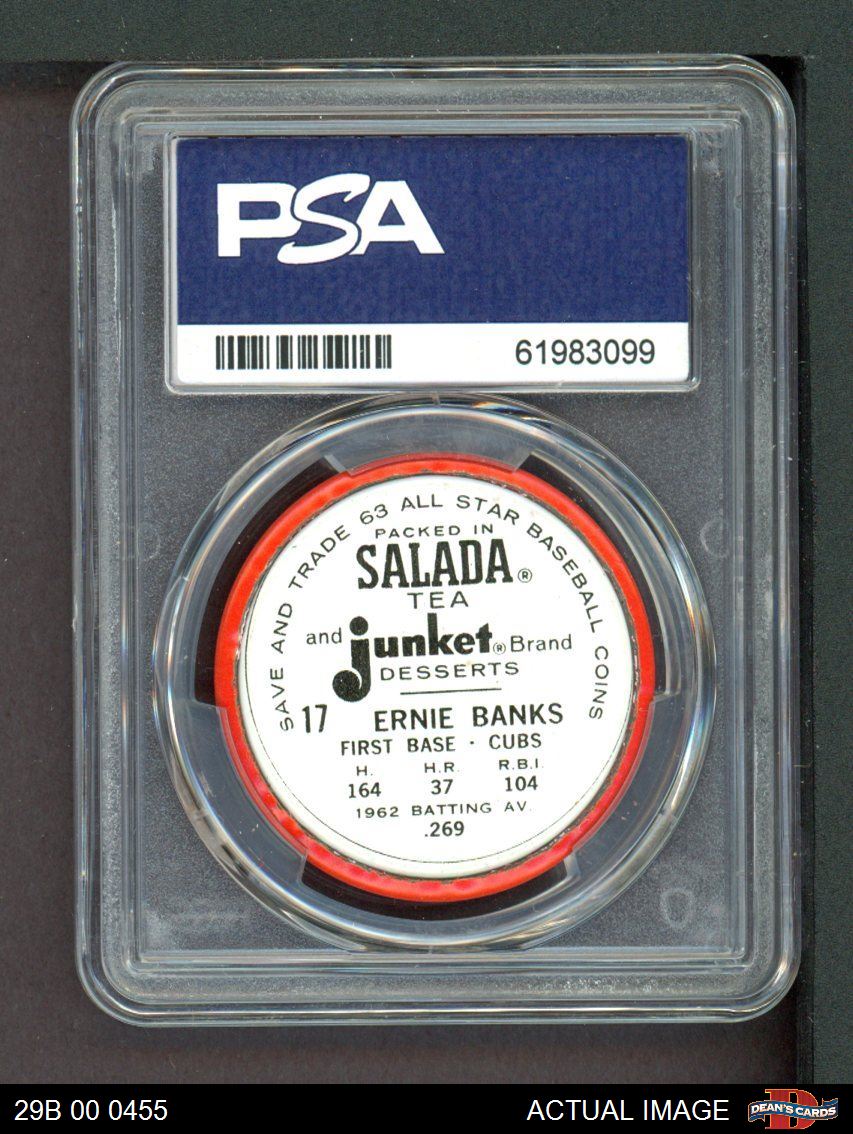 PSA
61983099
SAVE AND TRADE 63 ALL STAR BASEBALL COINS
PACKED IN
SALADA®
TEA
and junket® Brand
DESSERTS
17 ERNIE BANKS
FIRST BASE · CUBS
H. H.R. R.B.I.
164 37 104
1962 BATTING AV.
.269
29B 00 0455
ACTUAL IMAGE
DEAN'S CARDS